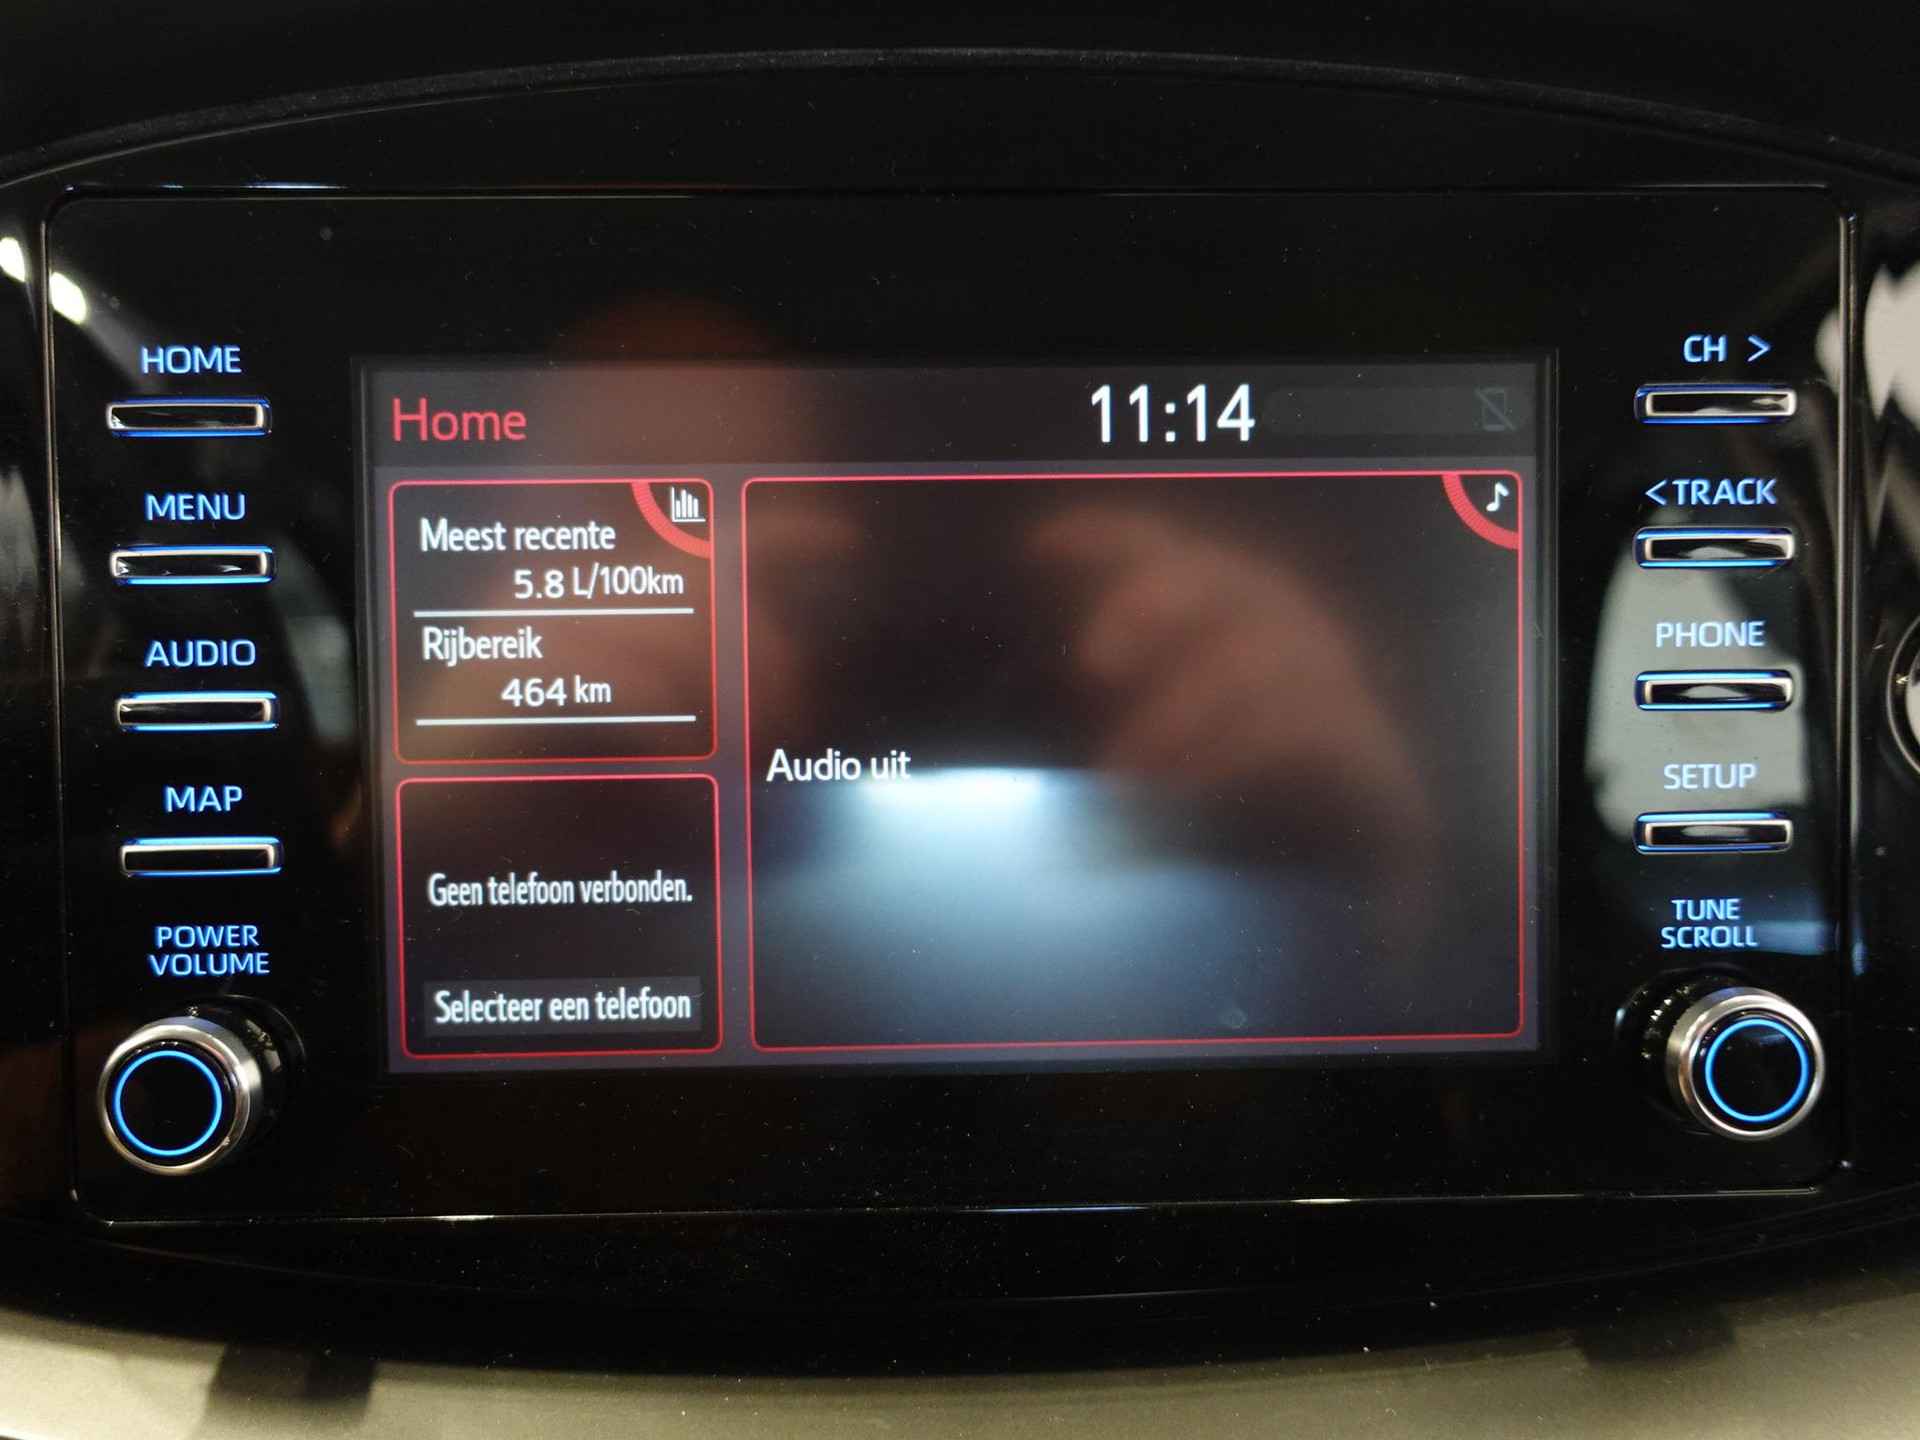 HOME
MENU
AUDIO
MAP
POWER
VOLUME
Home
11:14
Meest recente
5.8 L/100km
Rijbereik
464 km
Geen telefoon verbonden.
Selecteer een telefoon
Audio uit
CH >
<TRACK
PHONE
SETUP
TUNE
SCROLL